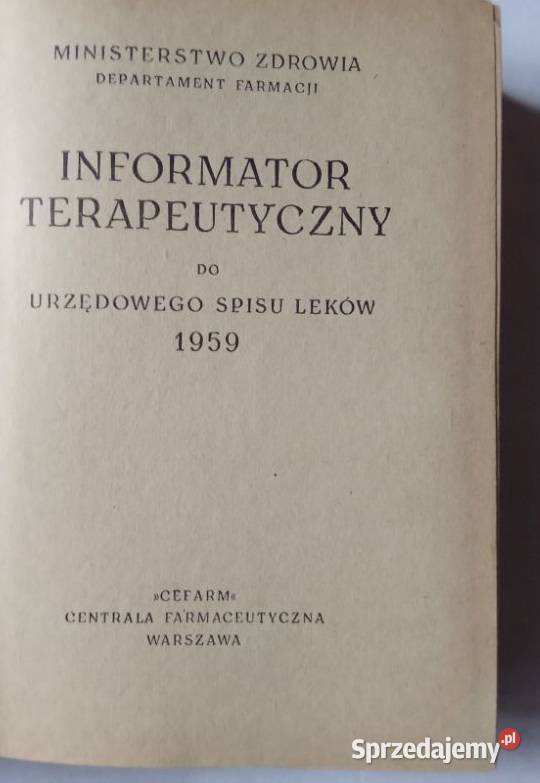 MINISTERSTWO ZDROWIA
DEPARTAMENT FARMACJI
INFORMATOR
TERAPEUTYCZNY
DO
URZĘDOWEGO SPISU LEKÓW
1959
»CEFARM«
CENTRALA FARMACEUTYCZNA
WARSZAWA
Sprzedajemy.pl